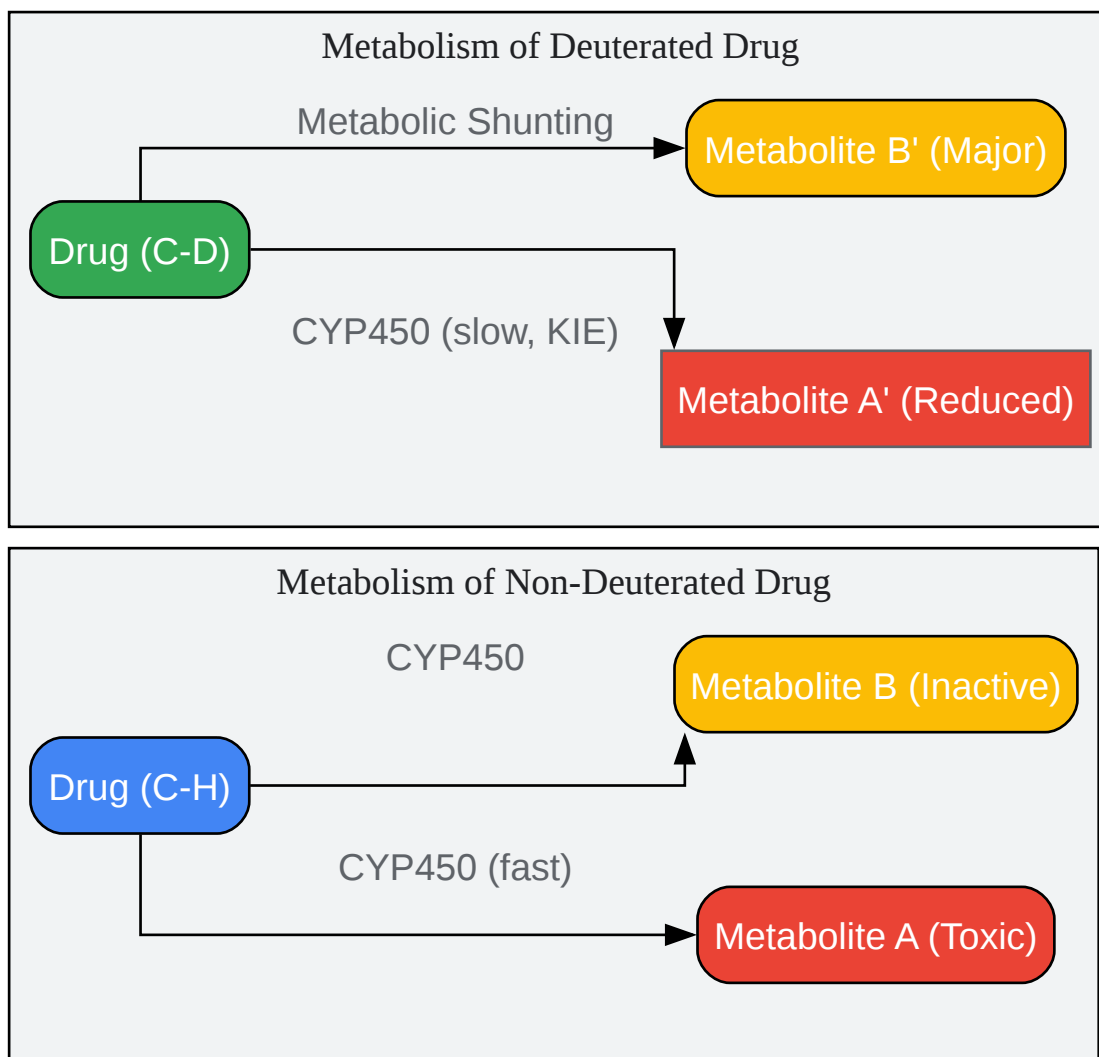 Metabolism of Deuterated Drug
Metabolic Shunting
Metabolite B' (Major)
Drug (C-D)
CYP450 (slow, KIE)
Metabolite A' (Reduced)
Metabolism of Non-Deuterated Drug
CYP450
Metabolite B (Inactive)
Drug (C-H)
CYP450 (fast)
Metabolite A (Toxic)